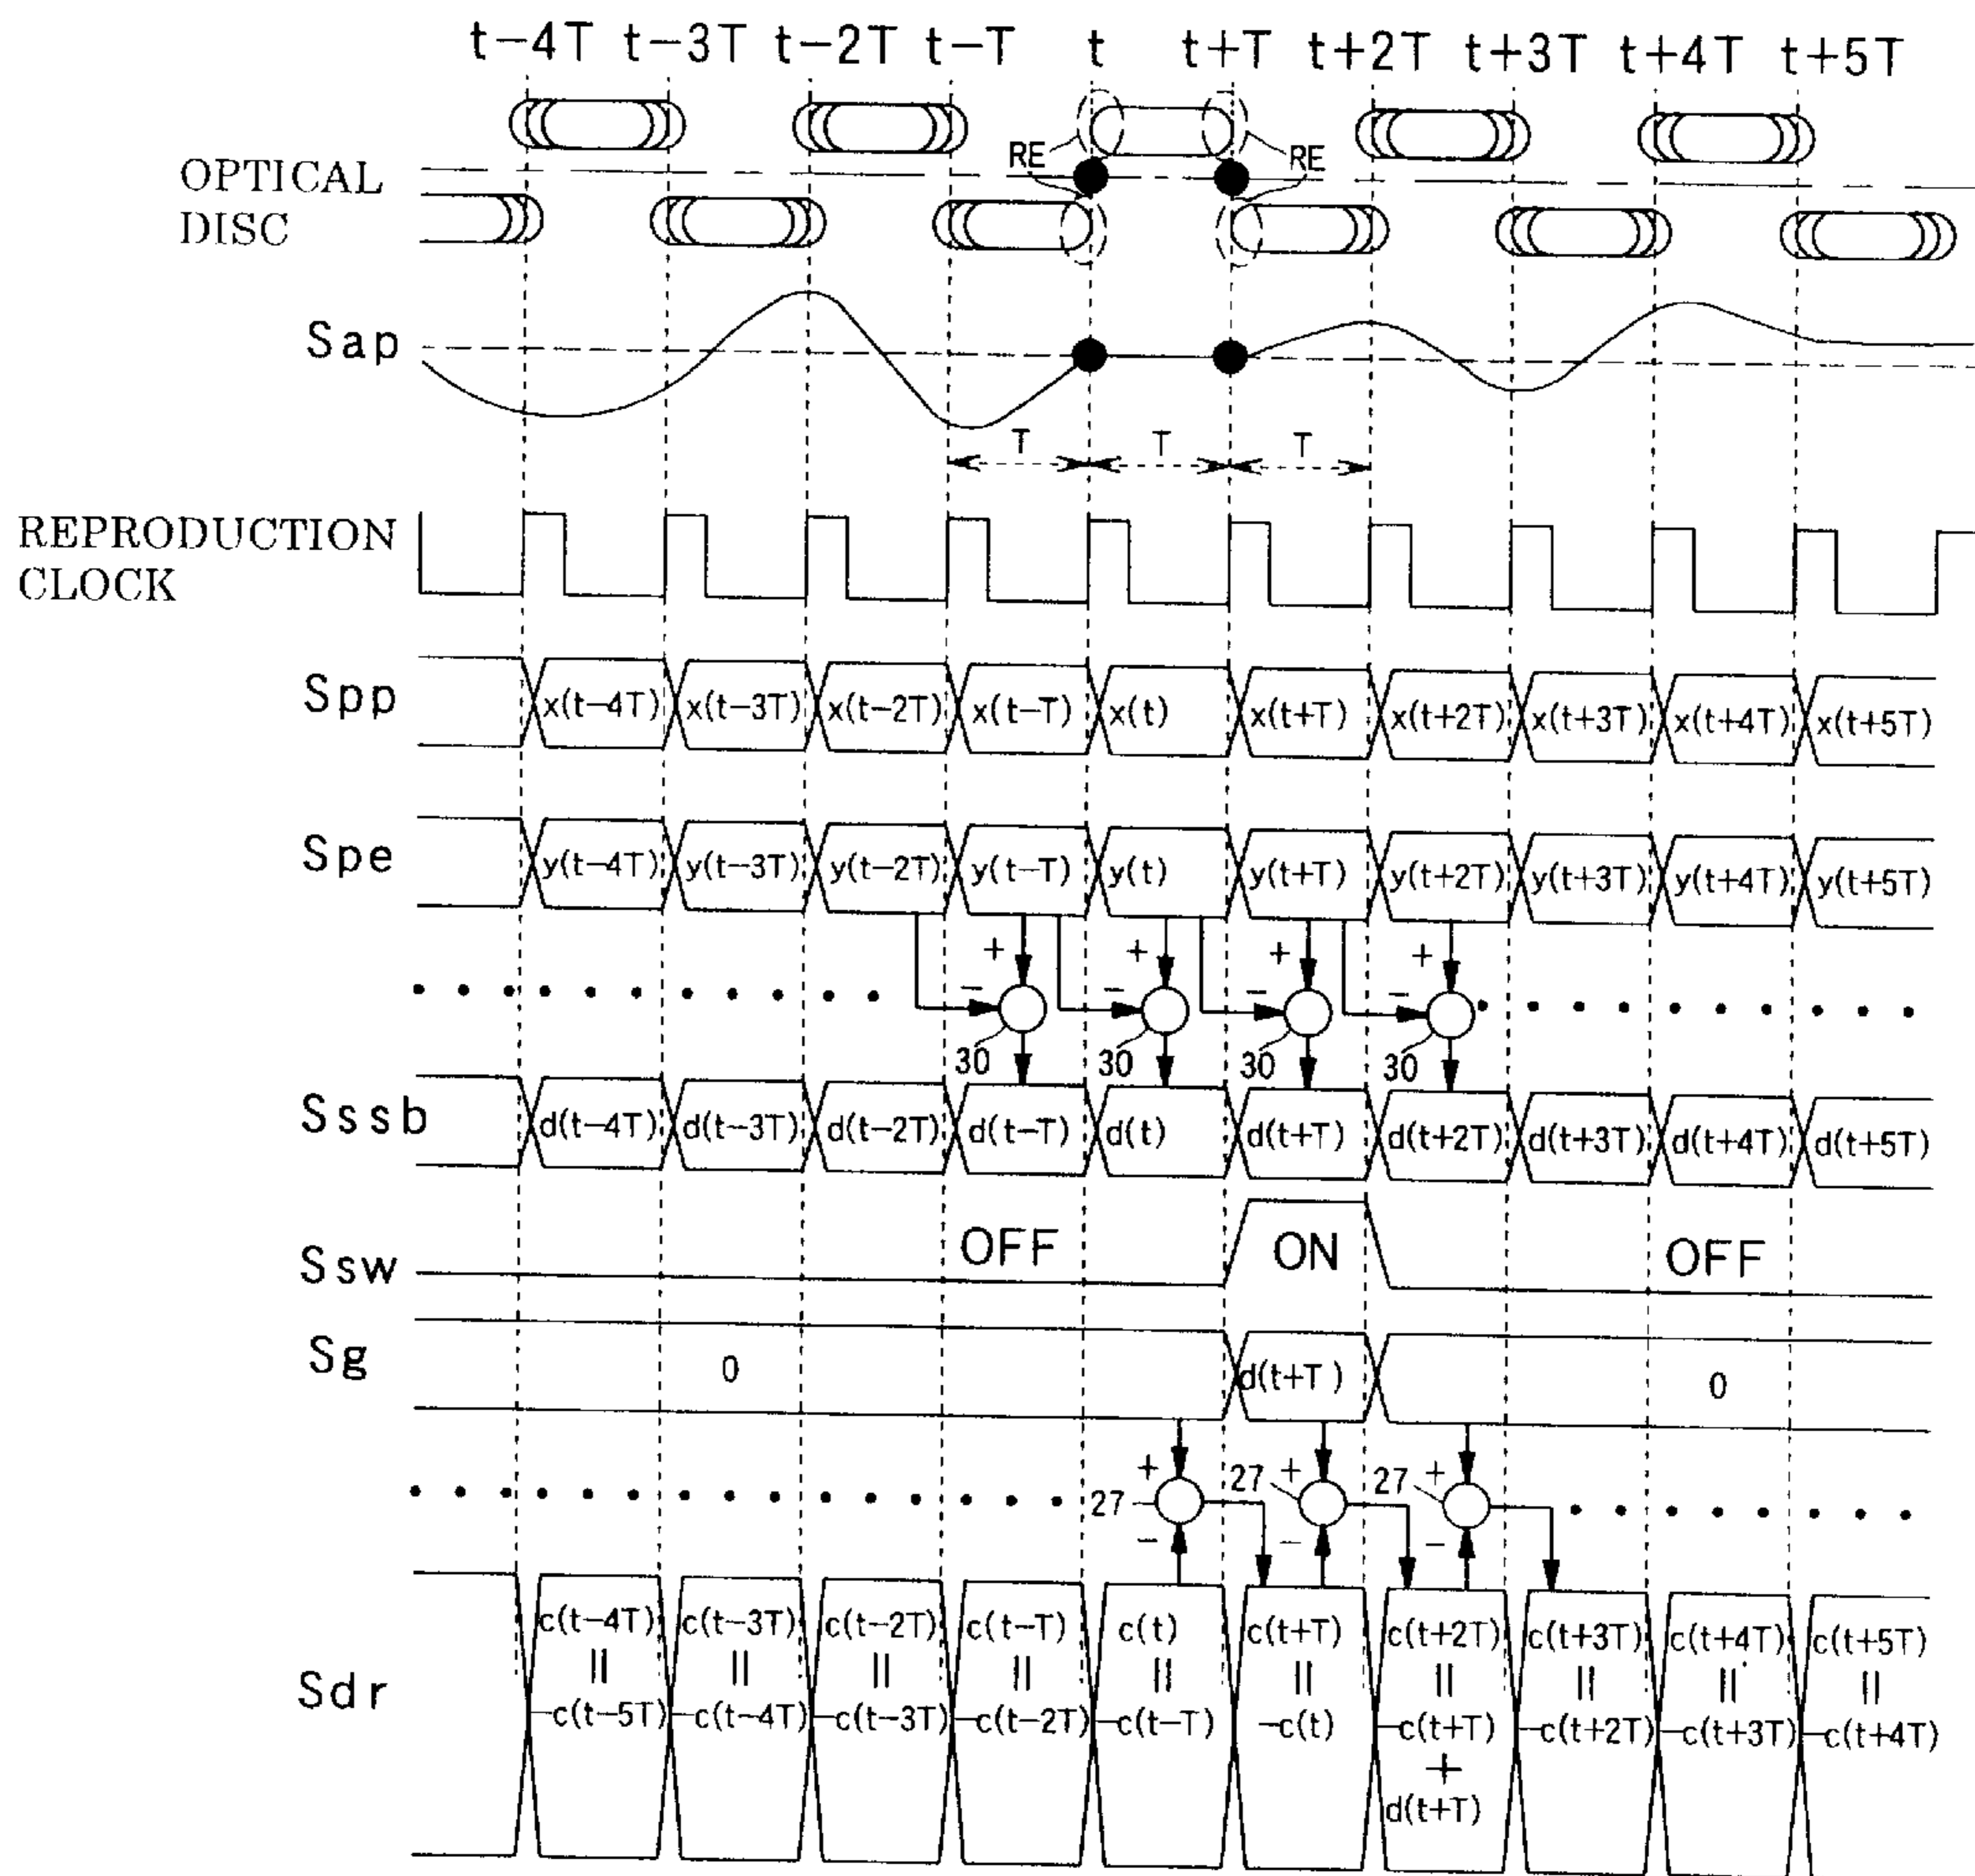 t−4T t−3T t−2T t−T t t+T t+2T t+3T t+4T t+5T
RE RE
OPTICAL
DISC
Sap
T T T
REPRODUCTION
CLOCK
Spp x(t−4T) x(t−3T) x(t−2T) x(t−T) x(t) x(t+T) x(t+2T) x(t+3T) x(t+4T) x(t+5T)
Spe y(t−4T) y(t−3T) y(t−2T) y(t−T) y(t) y(t+T) y(t+2T) y(t+3T) y(t+4T) y(t+5T)
+ + + +
− − − −
30 30 30 30
Sssb d(t−4T) d(t−3T) d(t−2T) d(t−T) d(t) d(t+T) d(t+2T) d(t+3T) d(t+4T) d(t+5T)
Ssw OFF ON OFF
Sg 0 d(t+T) 0
+ 27 + 27 +
27
− − −
c(t−4T) c(t−3T) c(t−2T) c(t−T) c(t) c(t+T) c(t+2T) c(t+3T) c(t+4T) c(t+5T)
Sdr = = = = = = = = = =
−c(t−5T) −c(t−4T) −c(t−3T) −c(t−2T) −c(t−T) −c(t) −c(t+T) −c(t+2T) −c(t+3T) −c(t+4T)
+
d(t+T)